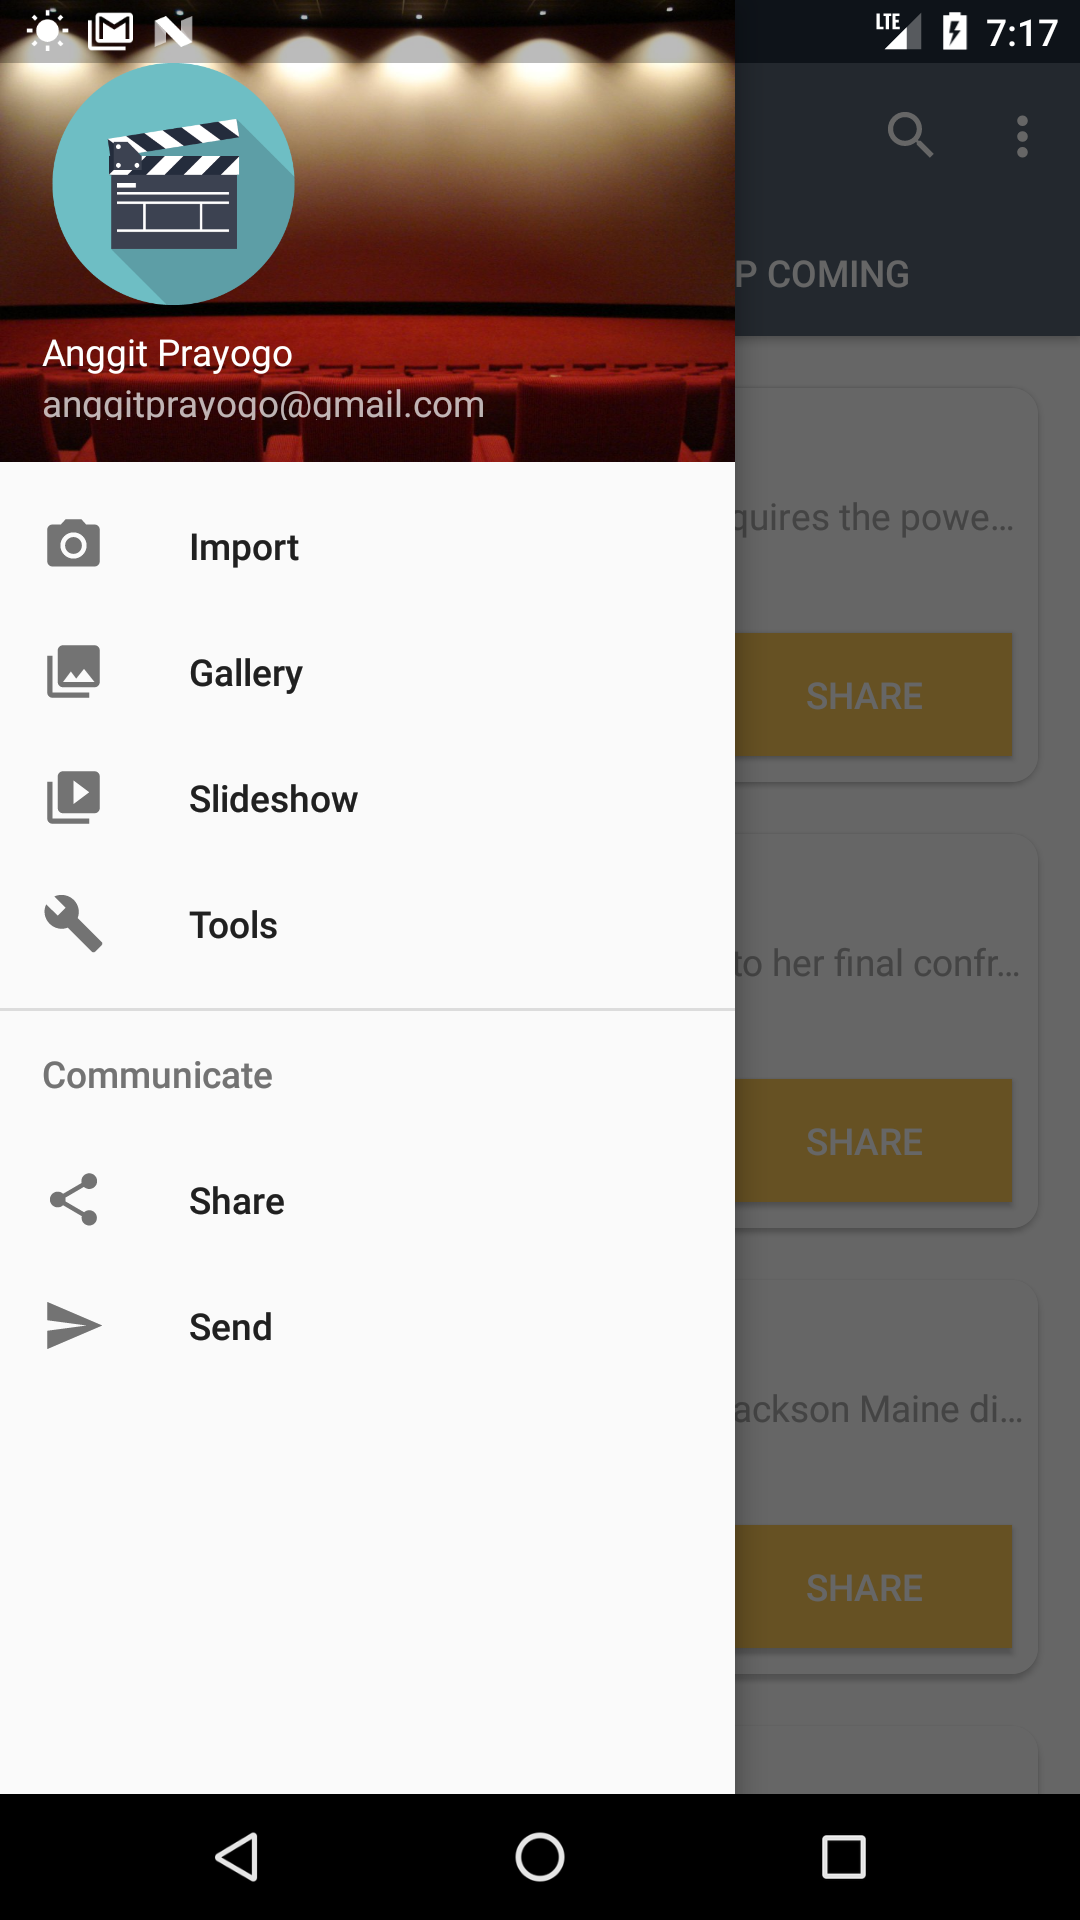 LTE 7:17
P COMING
Anggit Prayogo
anggitprayogo@gmail.com
quires the powe...
Import
SHARE
Gallery
Slideshow
Tools
to her final confr...
Communicate
SHARE
Share
Send
ackson Maine di...
SHARE